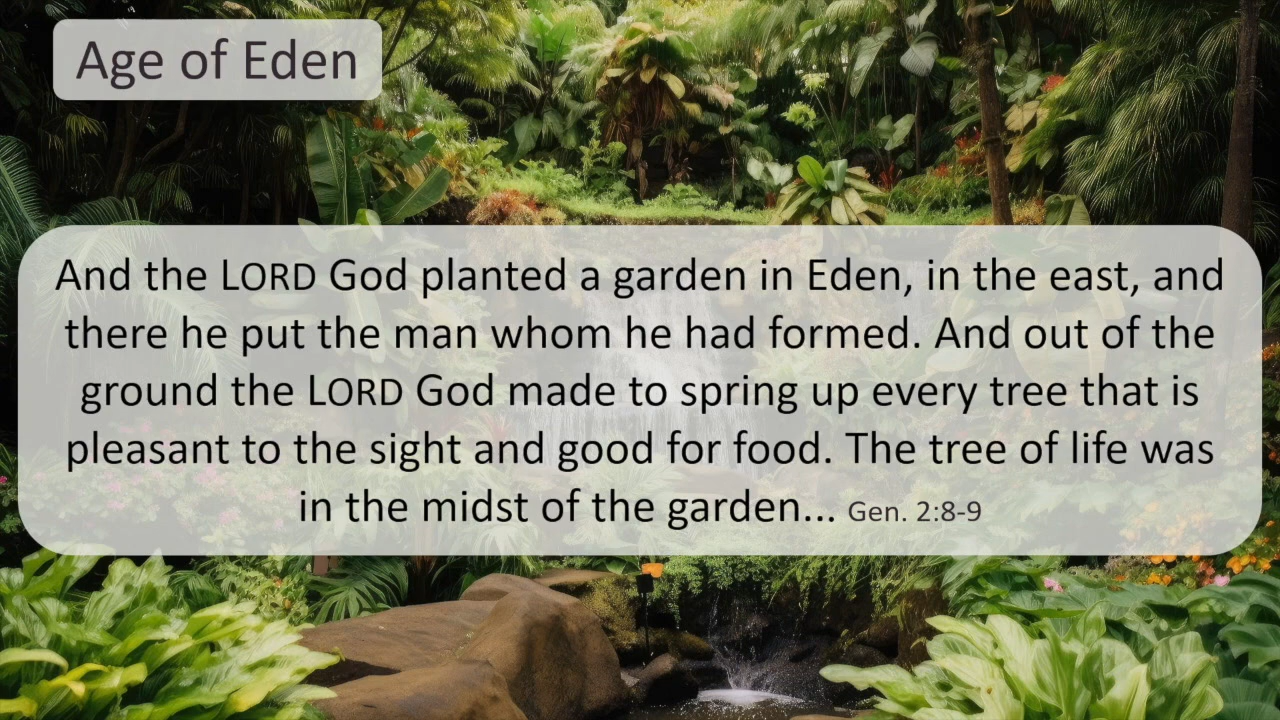 Age of Eden
And the LORD God planted a garden in Eden, in the east, and
there he put the man whom he had formed. And out of the
ground the LORD God made to spring up every tree that is
pleasant to the sight and good for food. The tree of life was
in the midst of the garden... Gen. 2:8-9